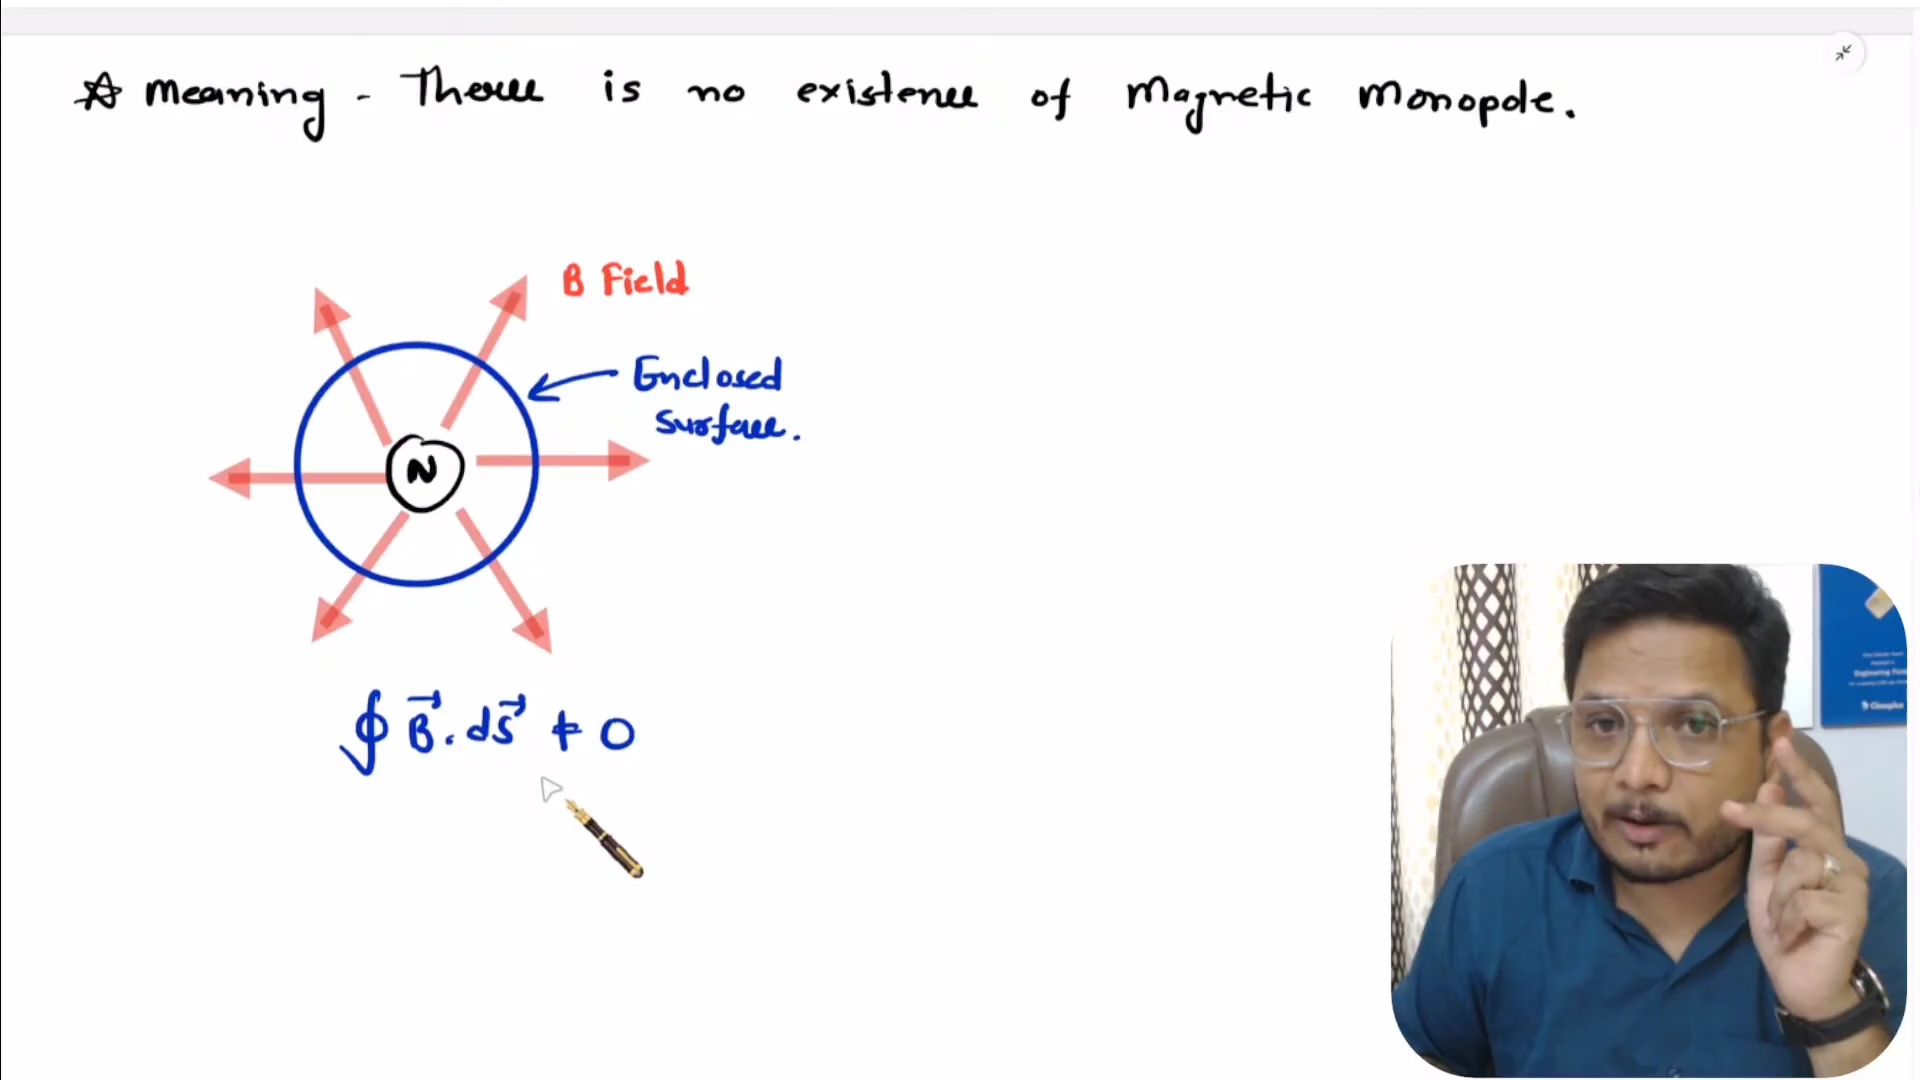 ☆ Meaning - There is no existence of Magnetic Monopole.
B Field
Enclosed
surface.
N
∮ B⃗ . dS⃗ ≠ 0